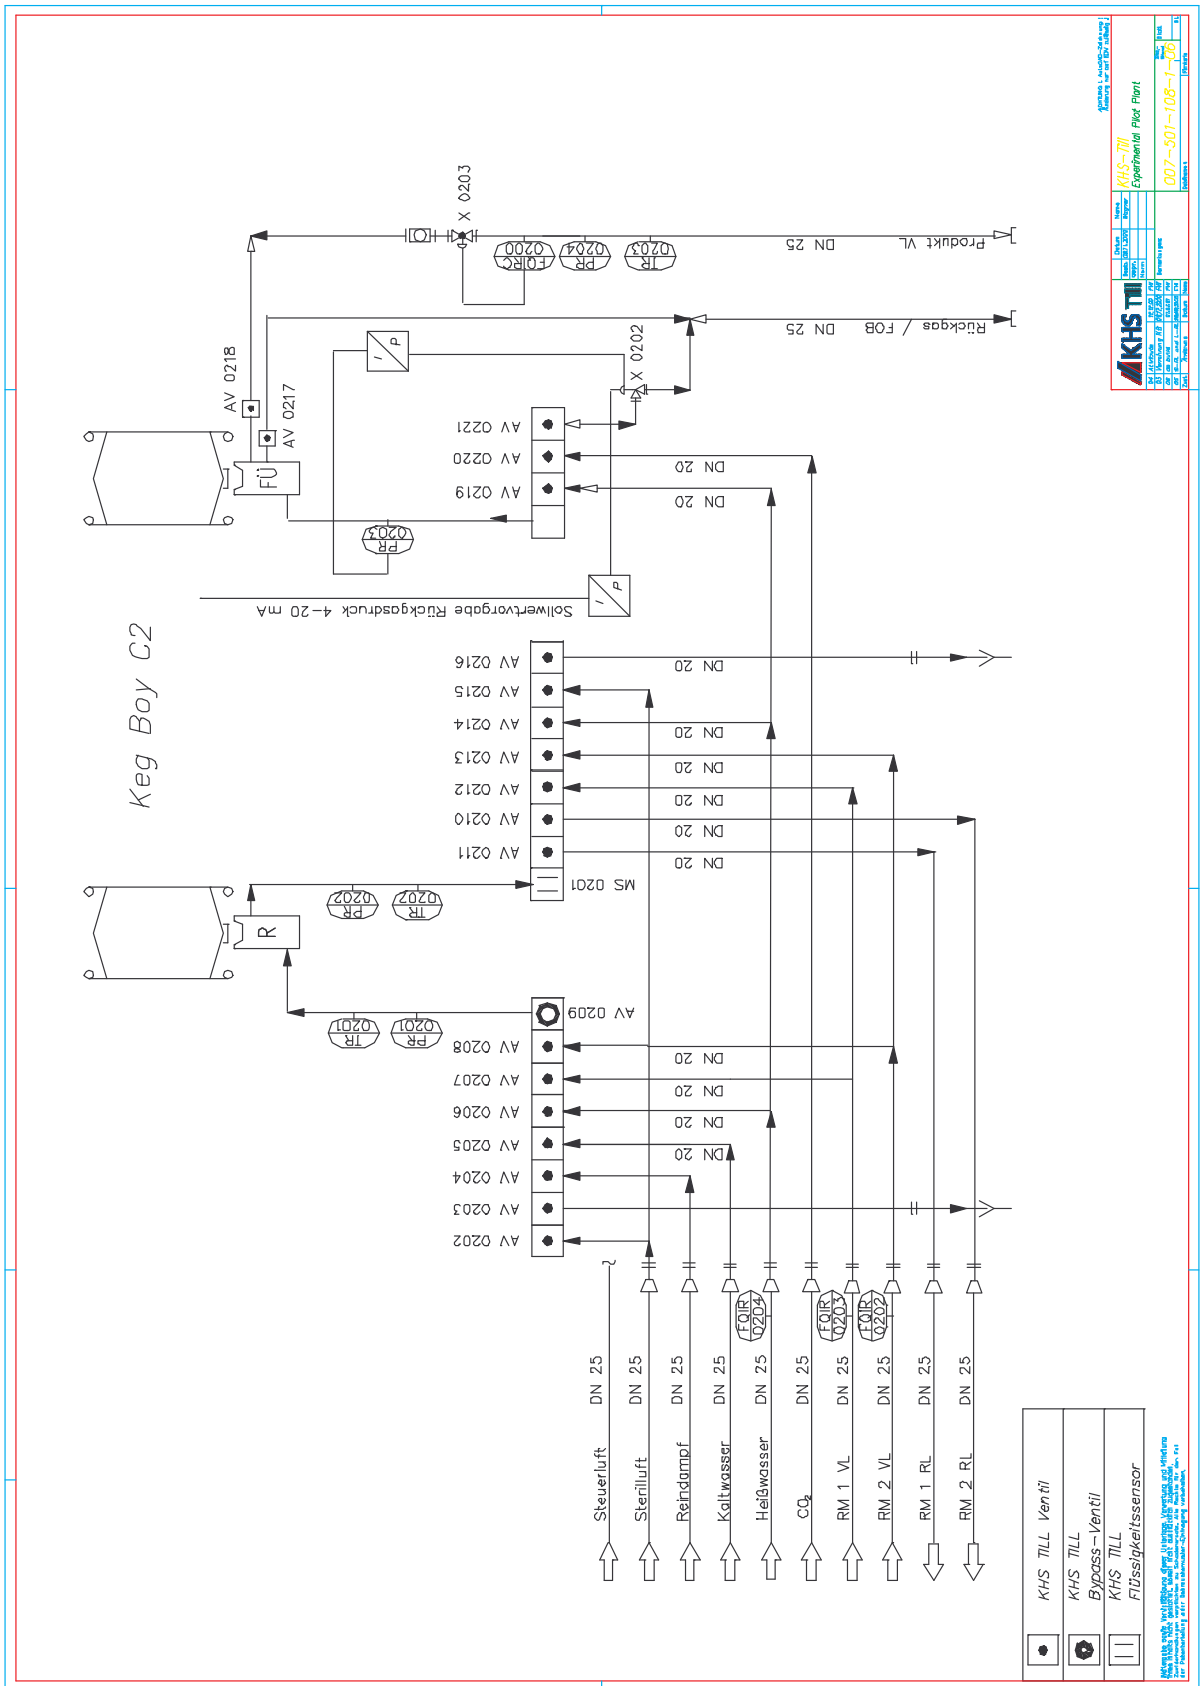 Keg Boy C2
X 0203
AV 0218
AV 0217
FÜ
FQIRC
0200
PR
0204
TR
0203
DN 25
Produkt VL
X 0202
I
P
DN 25
Rückgas / FOB
AV 0221
AV 0220
AV 0219
DN 20
DN 20
PR
0203
I
P
Sollwertvorgabe Rückgasdruck 4-20 mA
AV 0216
AV 0215
AV 0214
AV 0213
AV 0212
AV 0210
AV 0211
MS 0201
DN 20
DN 20
DN 20
DN 20
DN 20
DN 20
PR
0202
TR
0202
R
TR
0201
PR
0201
AV 0209
AV 0208
AV 0207
AV 0206
AV 0205
AV 0204
AV 0203
AV 0202
DN 20
DN 20
DN 20
DN 20
FQIR
0204
FQIR
0203
FQIR
0202
Steuerluft DN 25
Sterilluft DN 25
Reindampf DN 25
Kaltwasser DN 25
Heißwasser DN 25
CO2 DN 25
RM 1 VL DN 25
RM 2 VL DN 25
RM 1 RL DN 25
RM 2 RL DN 25
KHS TILL Ventil
KHS TILL
Bypass-Ventil
KHS TILL
Flüssigkeitssensor
KHS Till
Datum
Name
Wagner
KHS-Till
Experimental Pilot Plant
007-501-108-1-06